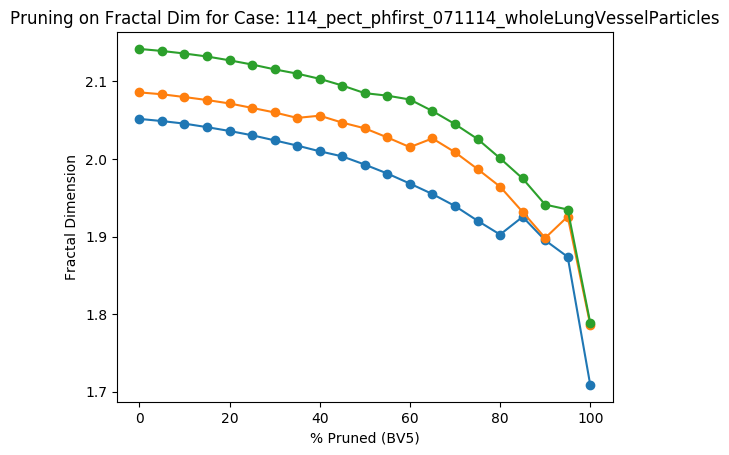 Pruning on Fractal Dim for Case: 114_pect_phfirst_071114_wholeLungVesselParticles
2.1
2.0
1.9
1.8
1.7
Fractal Dimension
0 20 40 60 80 100
% Pruned (BV5)